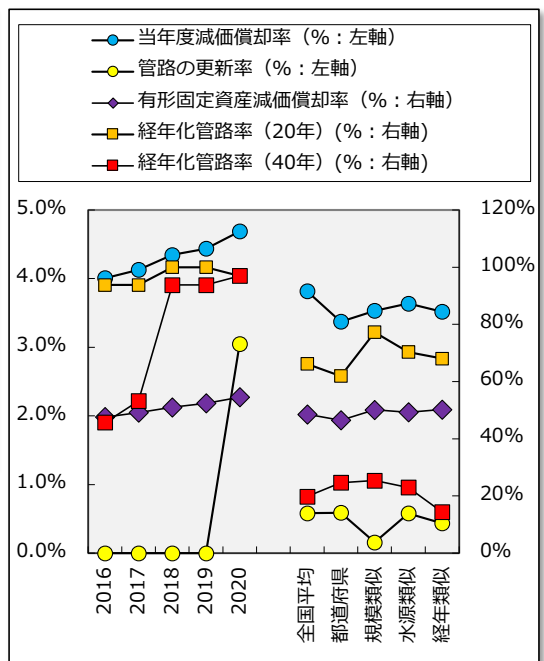 当年度減価償却率（%：左軸）
管路の更新率（%：左軸）
有形固定資産減価償却率（%：右軸）
経年化管路率（20年）(%：右軸)
経年化管路率（40年）(%：右軸)
5.0%
4.0%
3.0%
2.0%
1.0%
0.0%
120%
100%
80%
60%
40%
20%
0%
2016
2017
2018
2019
2020
全国平均
都道府県
規模類似
水源類似
経年類似